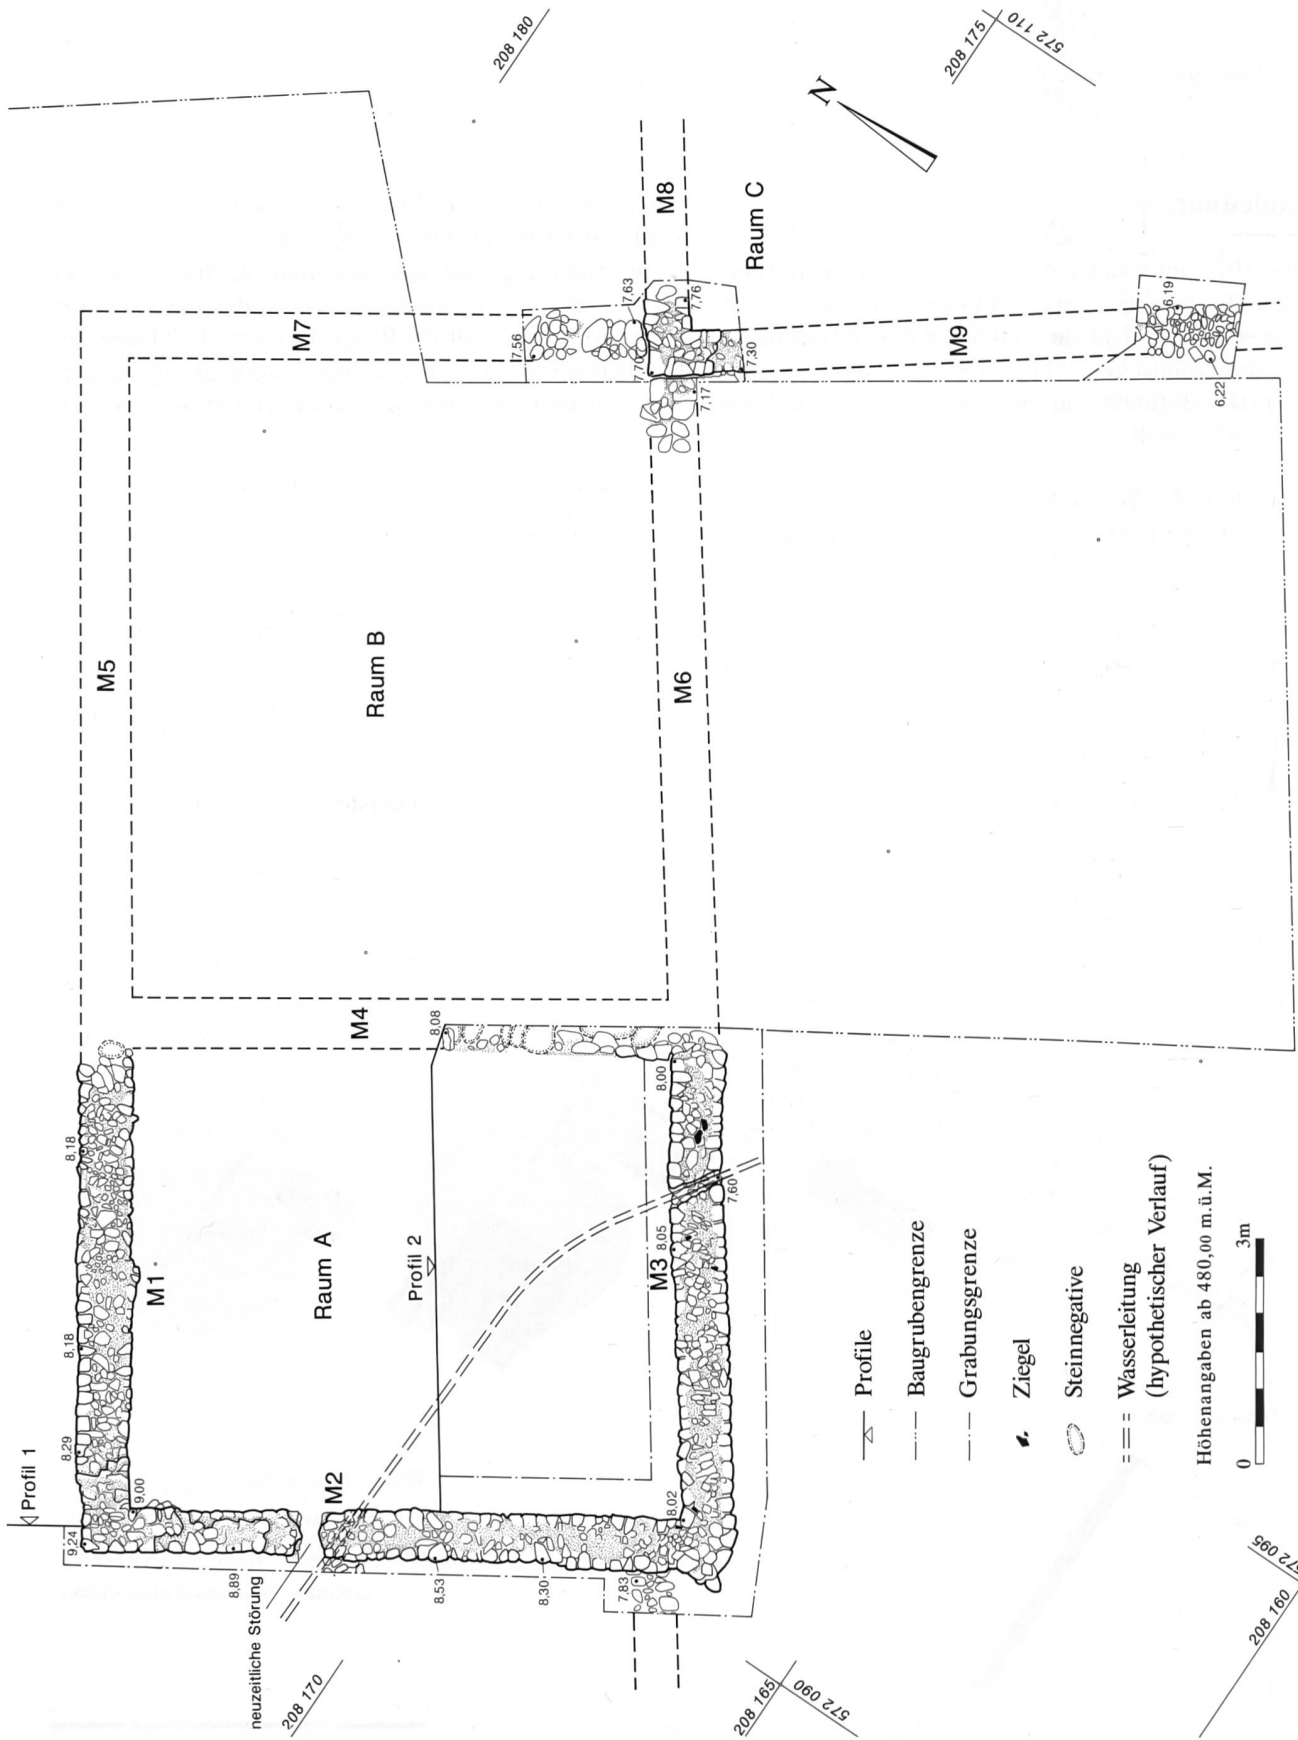 208 180
208 175
572 110
N
M8
Raum C
7,63
7,76
M7
7,56
7,30
7,17
M9
6,19
6,22
M5
Raum B
M6
M4
8,08
8,00
8,18
M1
Raum A
Profil 2
M3
8,05
7,60
8,18
8,29
Profil 1
9,24
9,00
M2
8,02
8,89
neuzeitliche Störung
8,53
8,30
7,83
208 170
208 165
572 090
208 160
572 095
Profile
Baugrubengrenze
Grabungsgrenze
Ziegel
Steinnegative
Wasserleitung
(hypothetischer Verlauf)
Höhenangaben ab 480,00 m.ü.M.
0 3m